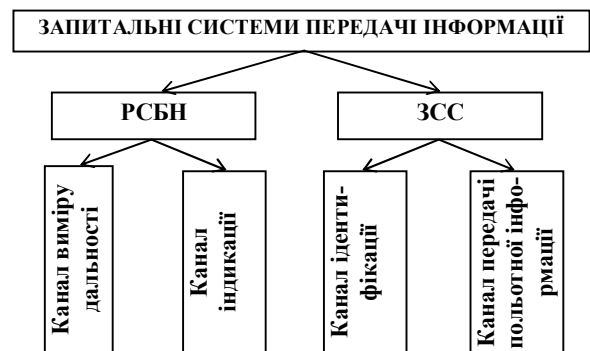 ЗАПИТАЛЬНІ СИСТЕМИ ПЕРЕДАЧІ ІНФОРМАЦІЇ
РСБН
ЗСС
Канал виміру
дальності
Канал
індикації
Канал іденти-
фікації
Канал передачі
польотної інфо-
рмації